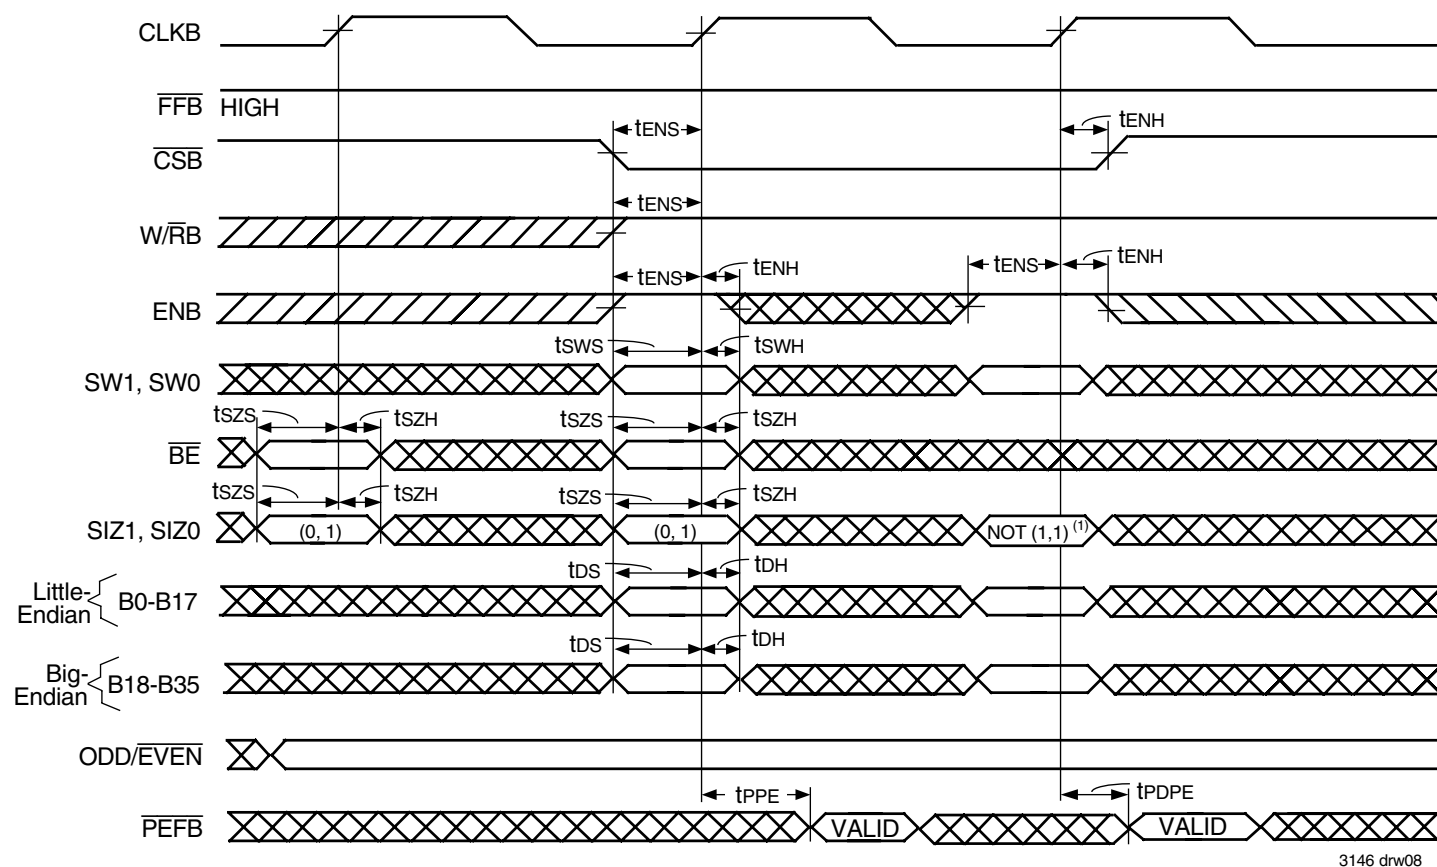 CLKB
FFB HIGH
tENS tENH
CSB
tENS
W/RB
tENS tENH tENS tENH
ENB
tSWS tSWH
SW1, SW0
tSZS tSZH tSZS tSZH
BE
tSZS tSZH tSZS tSZH
SIZ1, SIZ0 (0, 1) (0, 1) NOT (1,1) (1)
tDS tDH
Little-Endian B0-B17
tDS tDH
Big-Endian B18-B35
ODD/EVEN
tPPE tPDPE
PEFB VALID VALID
3146 drw08